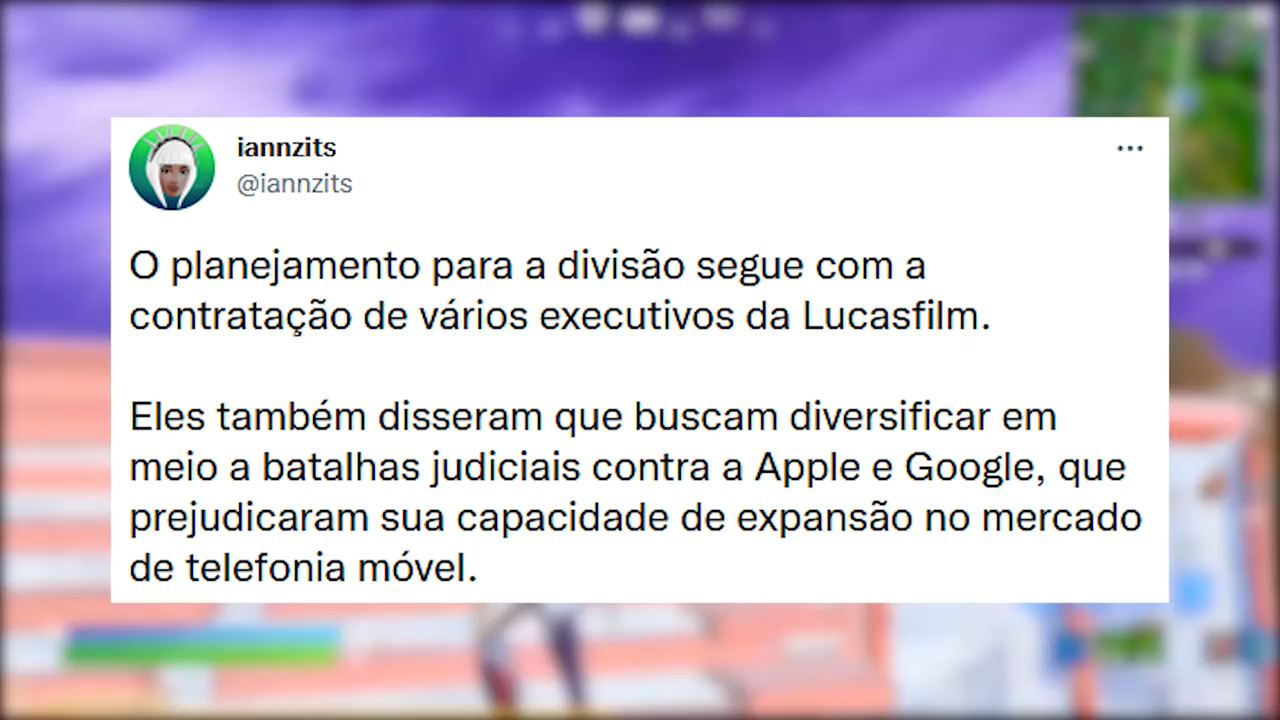 iannzits
@iannzits
O planejamento para a divisão segue com a
contratação de vários executivos da Lucasfilm.
Eles também disseram que buscam diversificar em
meio a batalhas judiciais contra a Apple e Google, que
prejudicaram sua capacidade de expansão no mercado
de telefonia móvel.